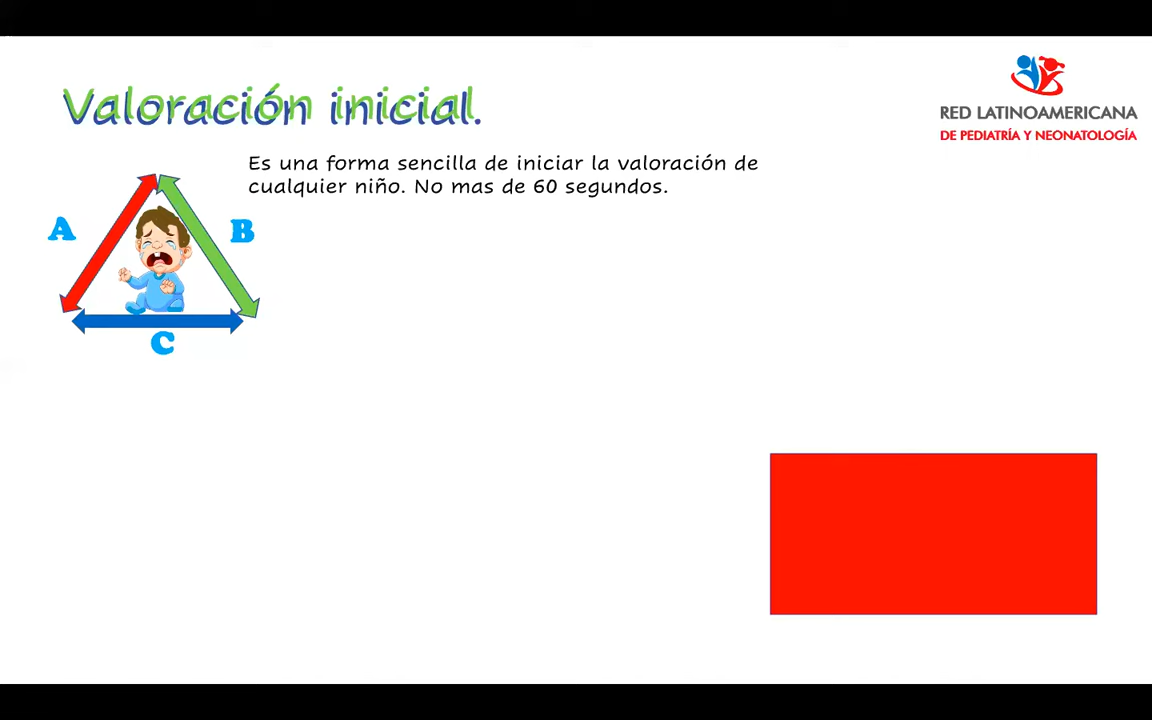 Valoración inicial.
RED LATINOAMERICANA
DE PEDIATRÍA Y NEONATOLOGÍA
Es una forma sencilla de iniciar la valoración de
cualquier niño. No mas de 60 segundos.
A
B
C